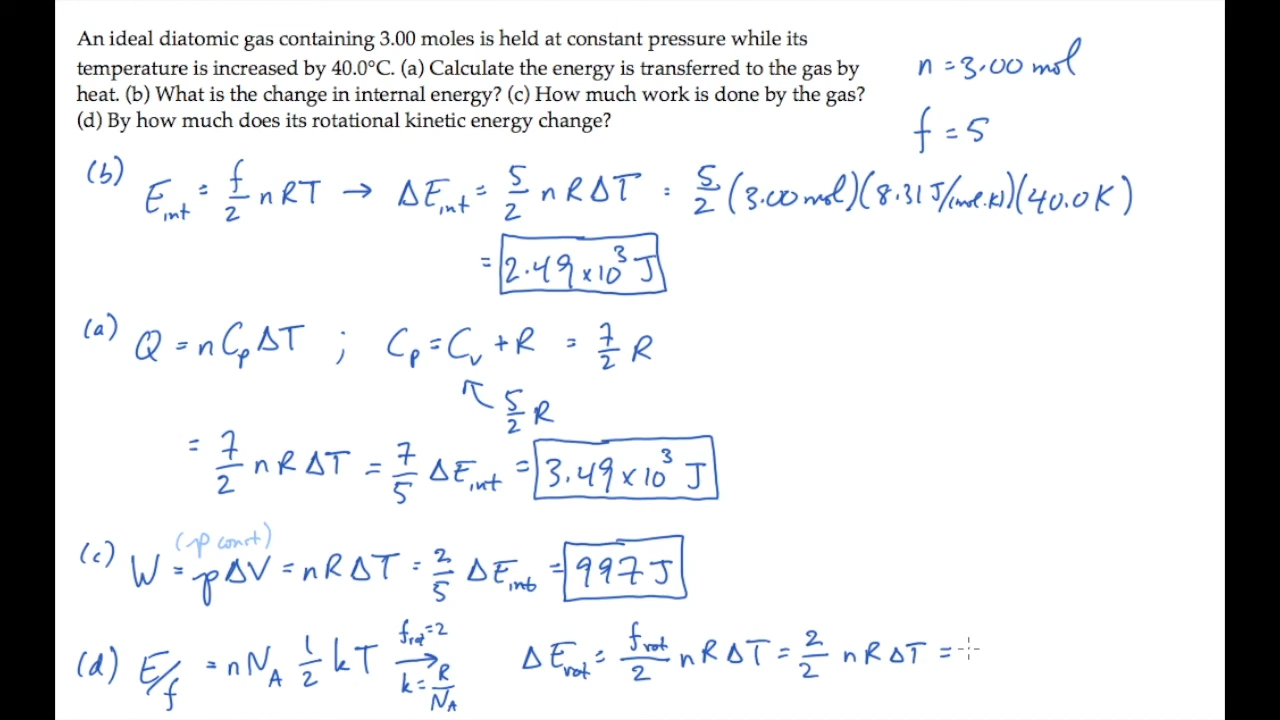 An ideal diatomic gas containing 3.00 moles is held at constant pressure while its
temperature is increased by 40.0°C. (a) Calculate the energy is transferred to the gas by
heat. (b) What is the change in internal energy? (c) How much work is done by the gas?
(d) By how much does its rotational kinetic energy change?
n = 3.00 mol
f = 5
(b) E_int = f/2 nRT → ΔE_int = 5/2 nRΔT = 5/2 (3.00 mol)(8.31 J/(mol.K))(40.0 K)
= 2.49 × 10³ J
(a) Q = nC_pΔT ; C_p = C_v + R = 7/2 R
↖ 5/2 R
= 7/2 nRΔT = 7/5 ΔE_int = 3.49 × 10³ J
(p const)
(c) W = pΔV = nRΔT = 2/5 ΔE_int = 997 J
(d) E/f = nN_A 1/2 kT → f_rot = 2 k = R/N_A ΔE_rot = f_rot/2 nRΔT = 2/2 nRΔT =